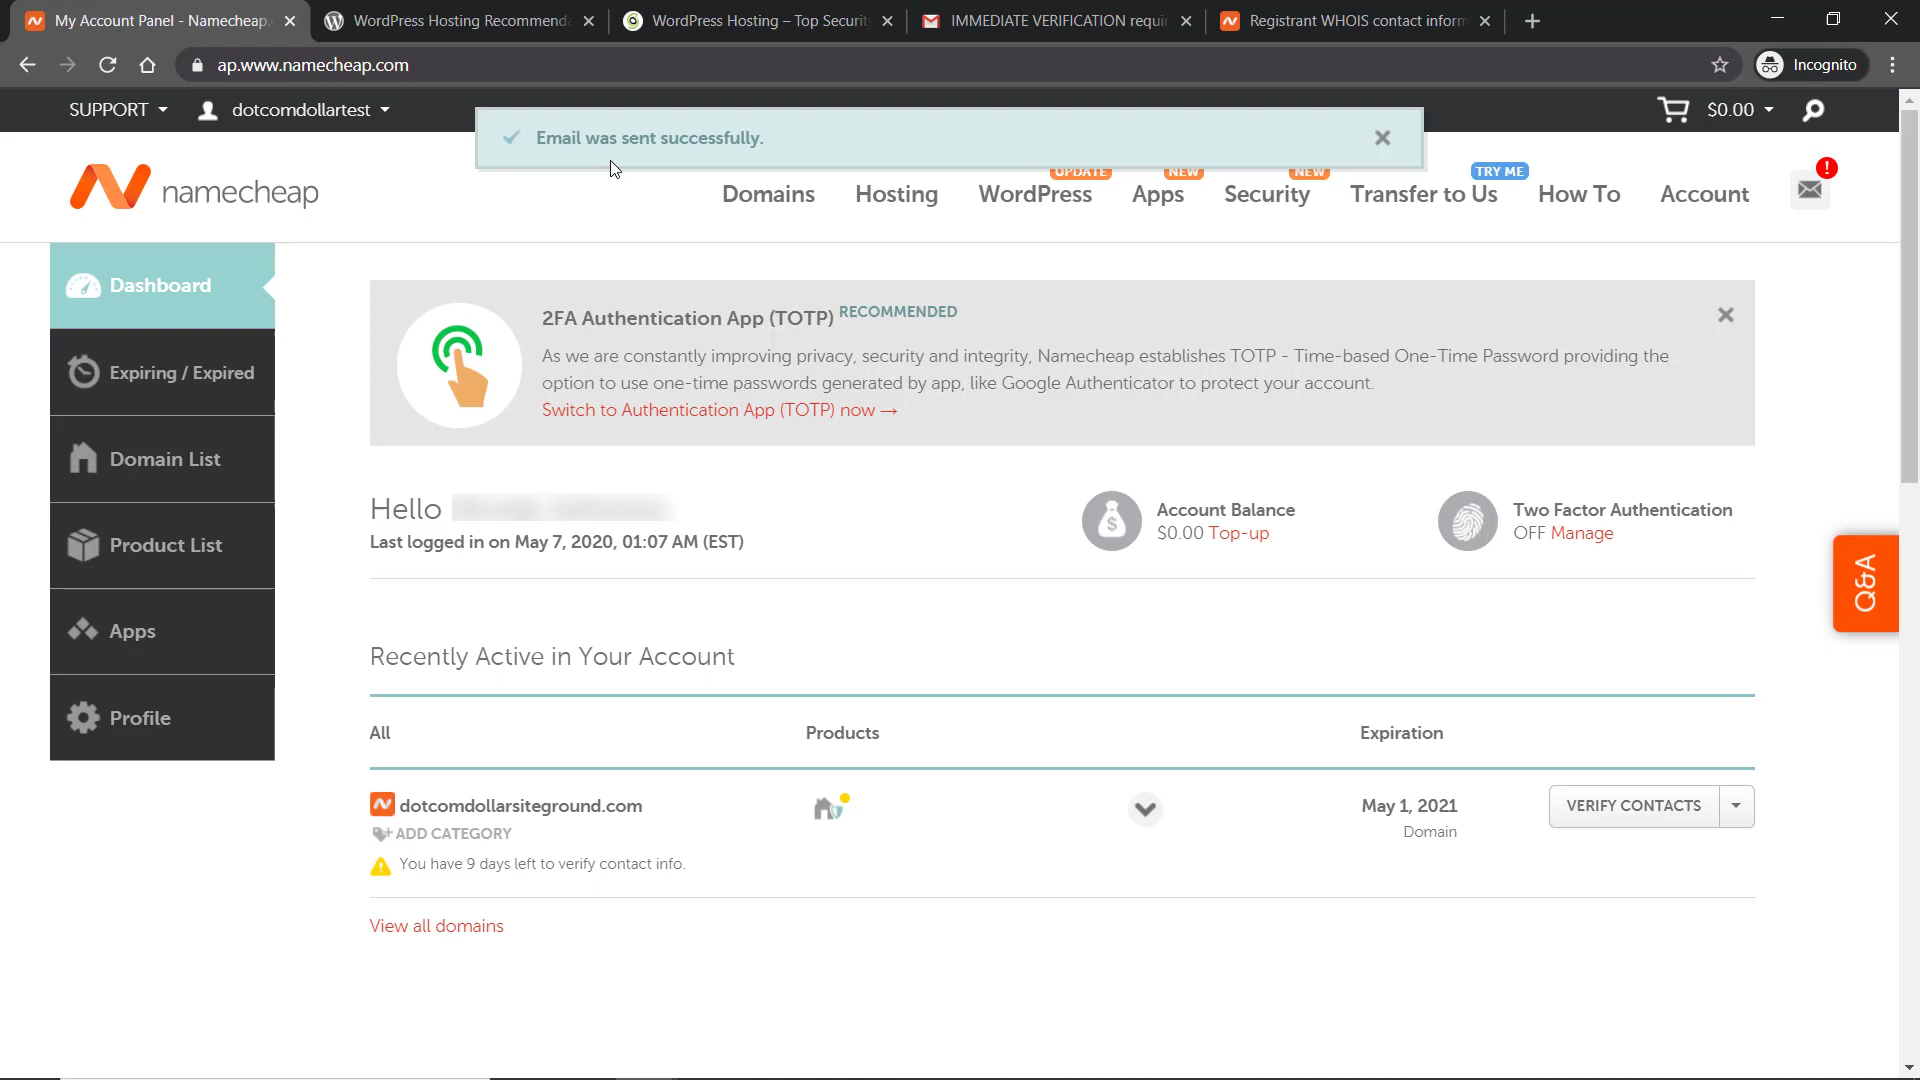 My Account Panel - Namecheap.
WordPress Hosting Recommend
WordPress Hosting – Top Securit
IMMEDIATE VERIFICATION requi
Registrant WHOIS contact inform
ap.www.namecheap.com
Incognito
SUPPORT
dotcomdollartest
Email was sent successfully.
$0.00
namecheap
Domains
Hosting
UPDATE
WordPress
NEW
Apps
NEW
Security
TRY ME
Transfer to Us
How To
Account
!
Dashboard
Expiring / Expired
Domain List
Product List
Apps
Profile
2FA Authentication App (TOTP) RECOMMENDED
As we are constantly improving privacy, security and integrity, Namecheap establishes TOTP - Time-based One-Time Password providing the
option to use one-time passwords generated by app, like Google Authenticator to protect your account.
Switch to Authentication App (TOTP) now →
Hello
Last logged in on May 7, 2020, 01:07 AM (EST)
Account Balance
$0.00 Top-up
Two Factor Authentication
OFF Manage
Q&A
Recently Active in Your Account
All Products Expiration
dotcomdollarsiteground.com
ADD CATEGORY
You have 9 days left to verify contact info.
May 1, 2021
Domain
VERIFY CONTACTS
View all domains